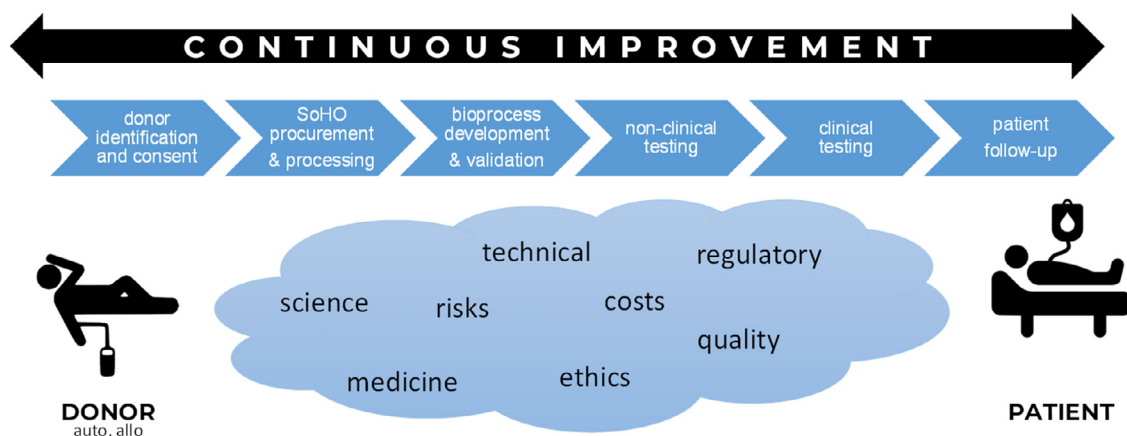 CONTINUOUS IMPROVEMENT
donor
identification
and consent
SoHO
procurement
& processing
bioprocess
development
& validation
non-clinical
testing
clinical
testing
patient
follow-up
technical
regulatory
science
risks
costs
quality
medicine
ethics
DONOR
auto, allo
PATIENT